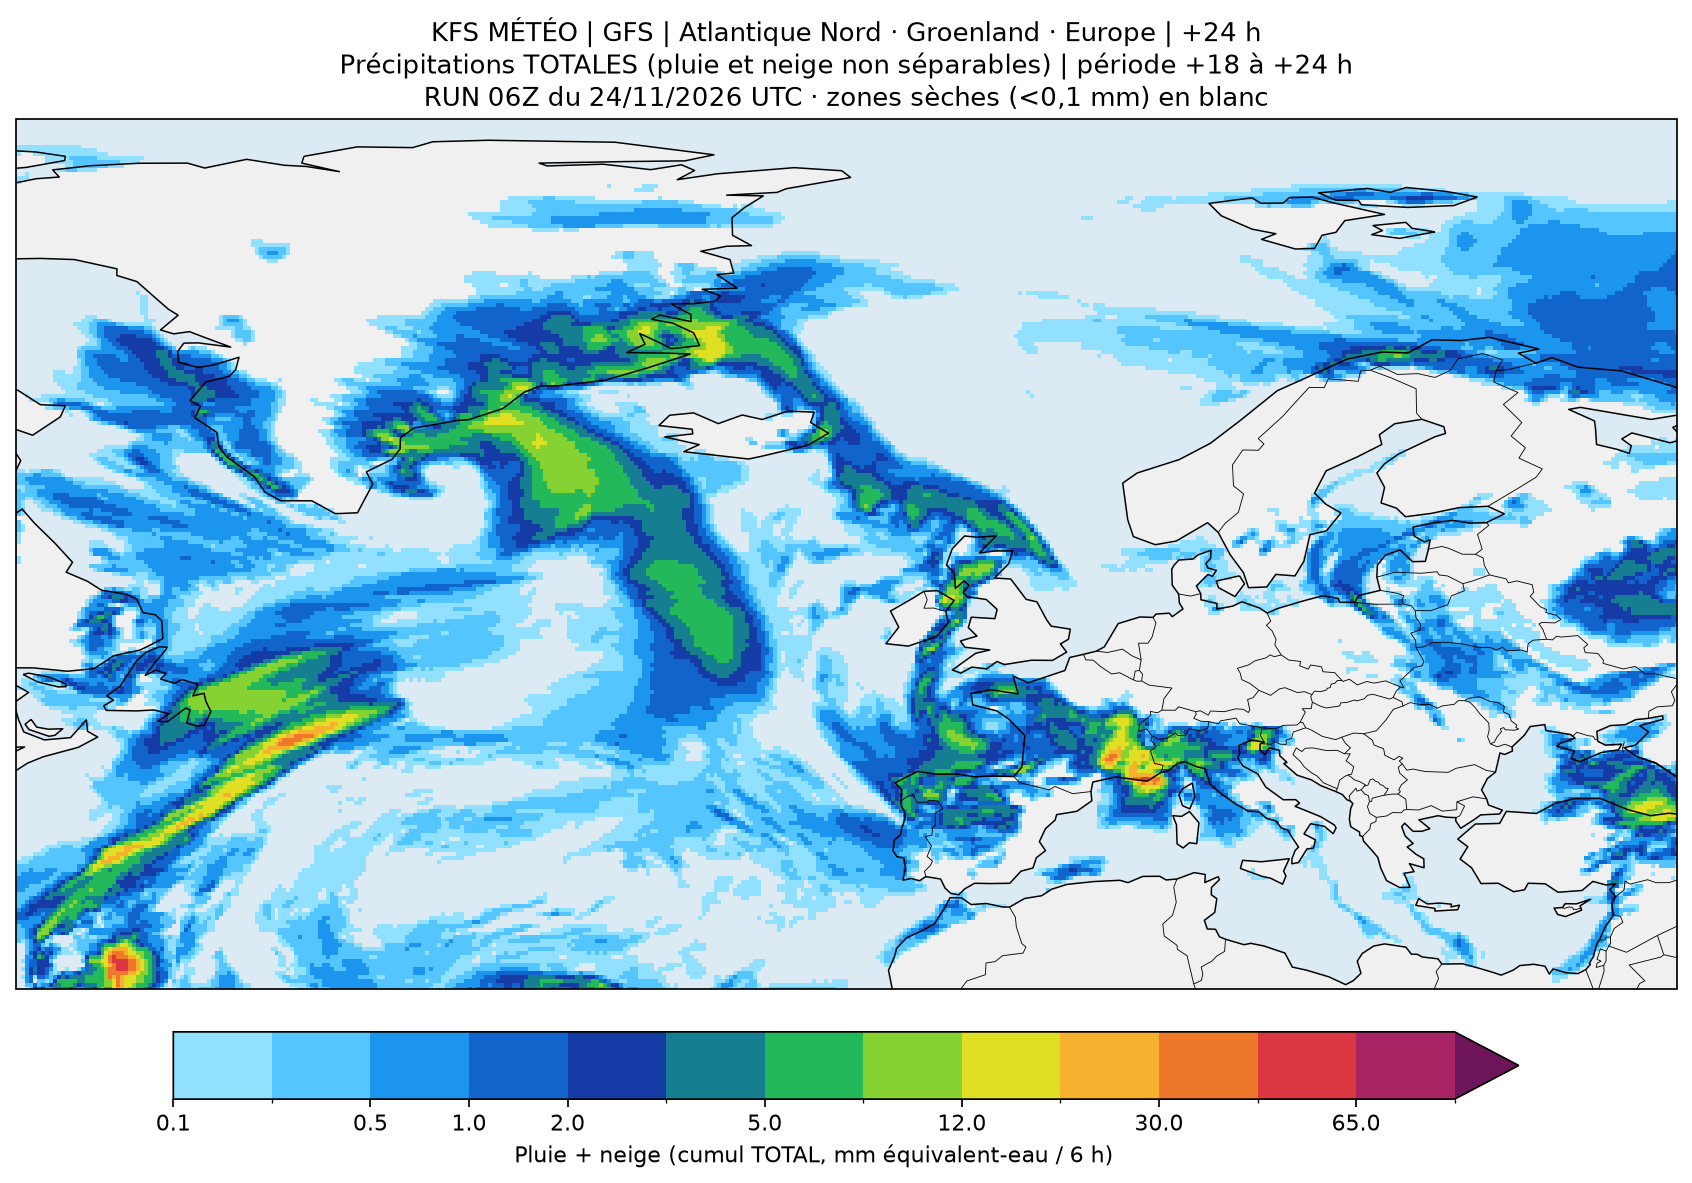 KFS MÉTÉO | GFS | Atlantique Nord · Groenland · Europe | +24 h
Précipitations TOTALES (pluie et neige non séparables) | période +18 à +24 h
RUN 06Z du 24/11/2026 UTC · zones sèches (<0,1 mm) en blanc
0.1 0.5 1.0 2.0 5.0 12.0 30.0 65.0
Pluie + neige (cumul TOTAL, mm équivalent-eau / 6 h)